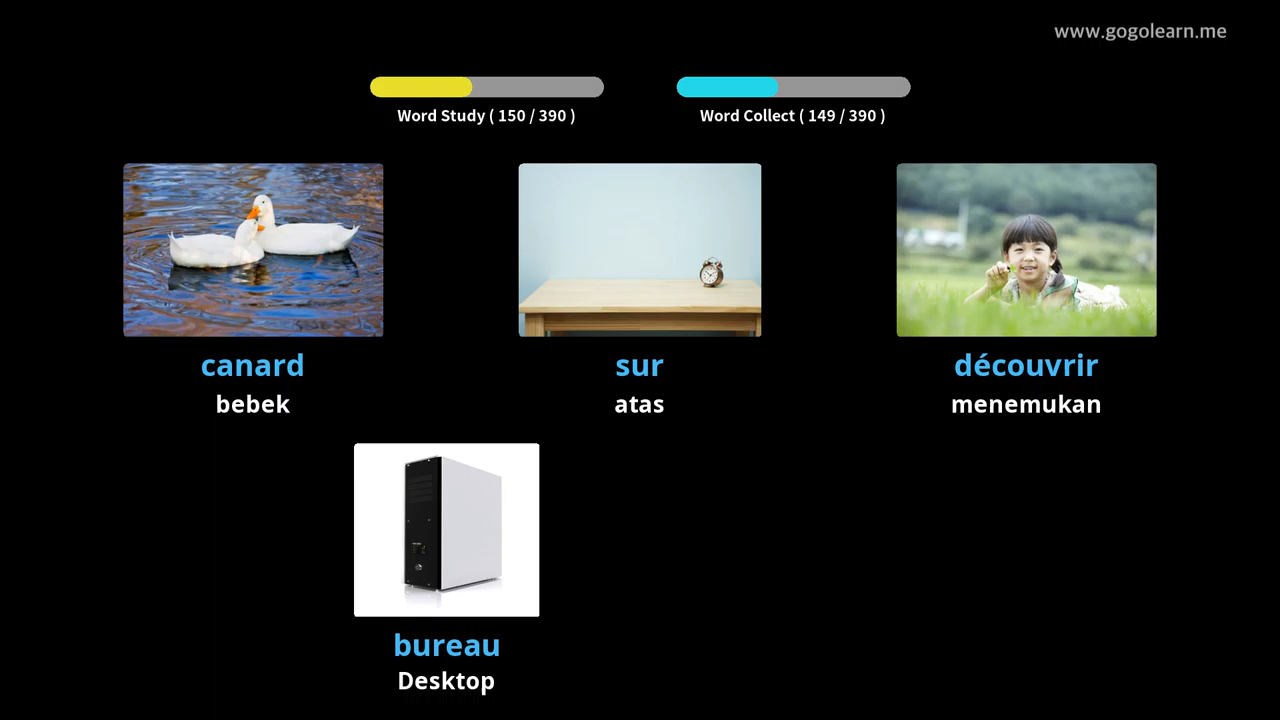 www.gogolearn.me
Word Study ( 150 / 390 )
Word Collect ( 149 / 390 )
canard
bebek
sur
atas
découvrir
menemukan
bureau
Desktop